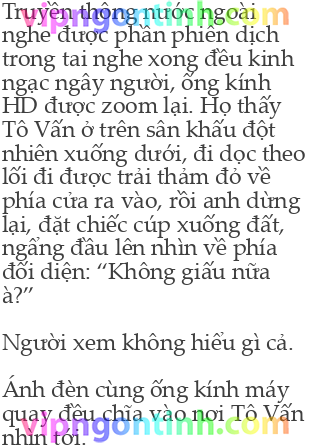 Truyền thông nước ngoài
vipngontinh.com
nghe được phần phiên dịch
trong tai nghe xong đều kinh
ngạc ngây người, ống kính
HD được zoom lại. Họ thấy
Tô Vấn ở trên sân khấu đột
nhiên xuống dưới, đi dọc theo
lối đi được trải thảm đỏ về
phía cửa ra vào, rồi anh dừng
lại, đặt chiếc cúp xuống đất,
ngẩng đầu lên nhìn về phía
đối diện: “Không giấu nữa
à?”
Người xem không hiểu gì cả.
Ánh đèn cùng ống kính máy
quay đều chĩa vào nơi Tô Vấn
vipngontinh.com
nhìn tới.